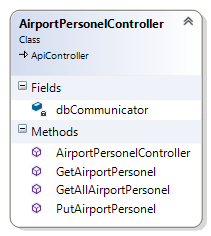 AirportPersonelController
Class
ApiController
Fields
dbCommunicator
Methods
AirportPersonelController
GetAirportPersonel
GetAllAirportPersonel
PutAirportPersonel